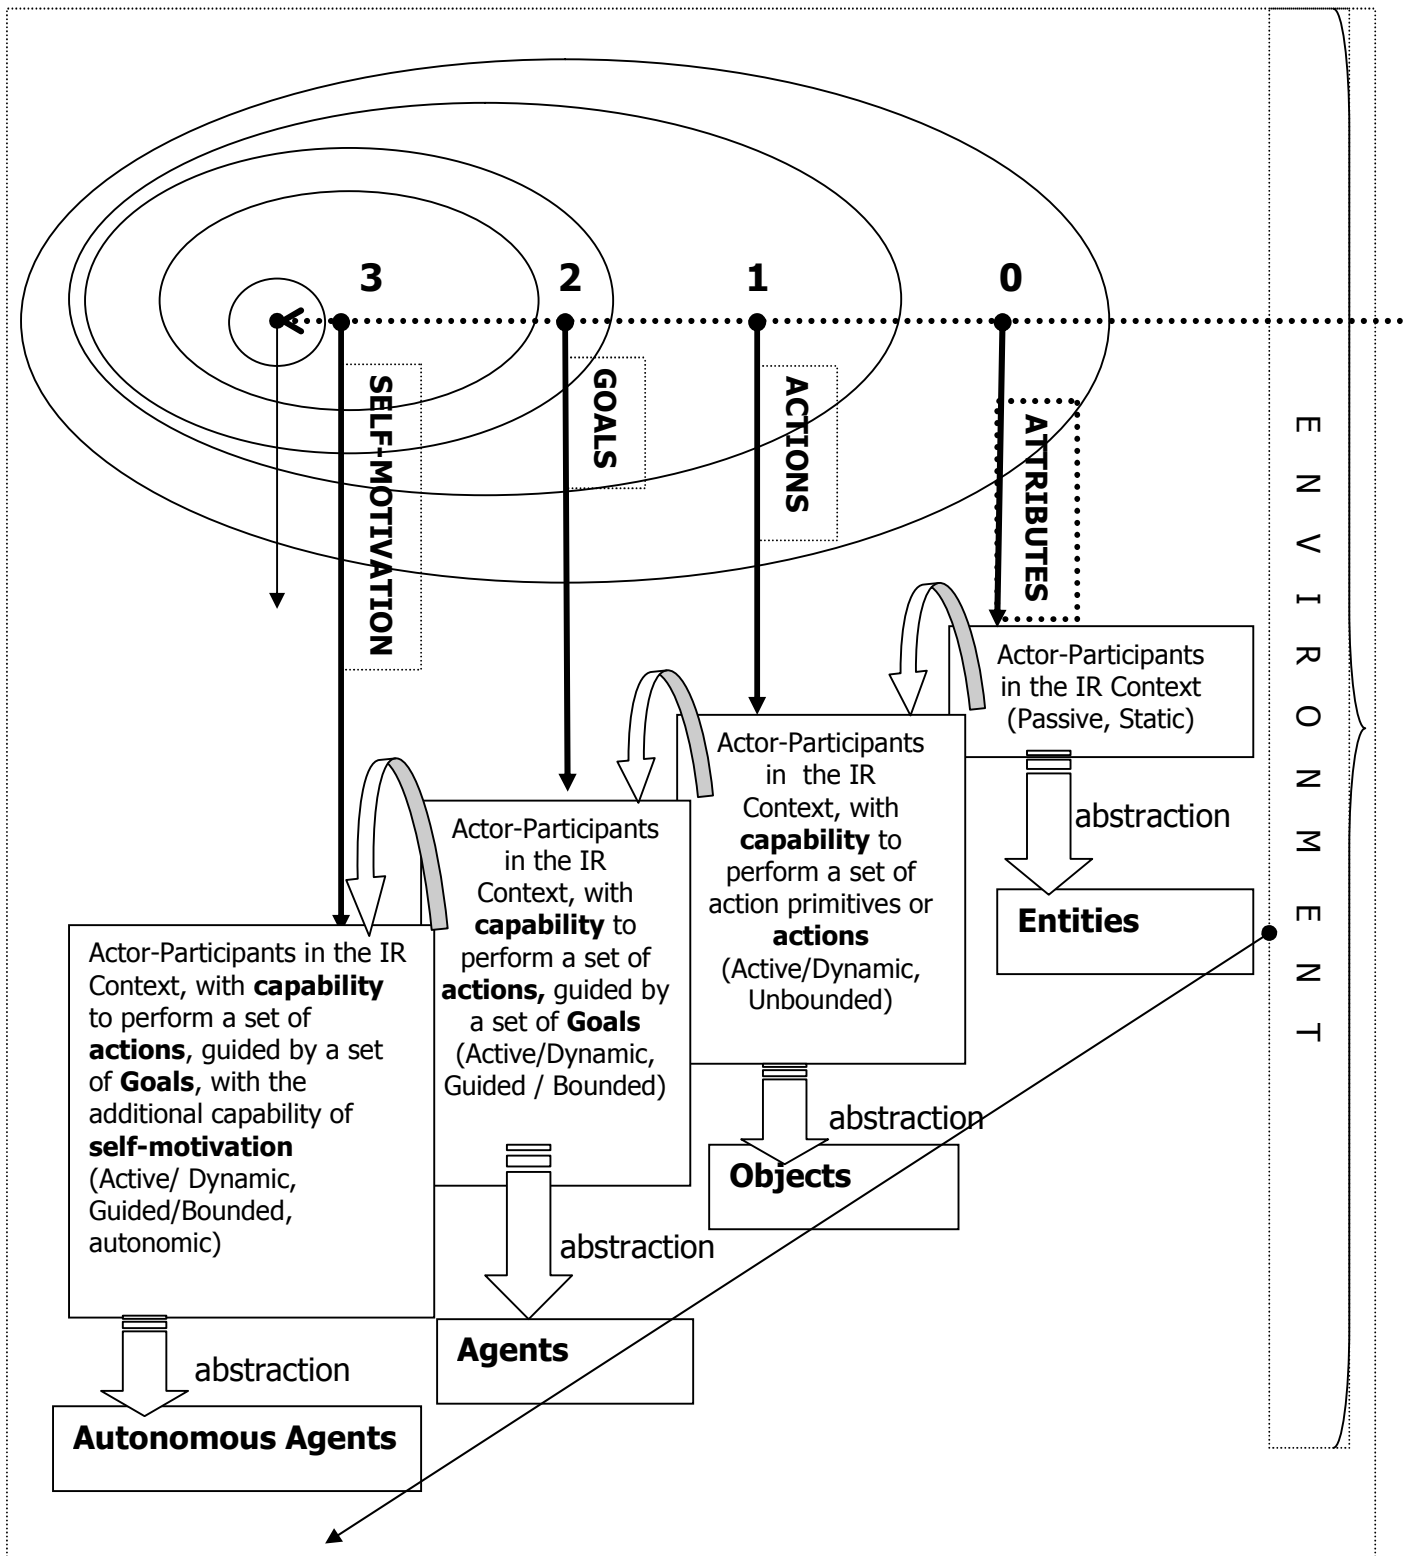 3 2 1 0
SELF-MOTIVATION
GOALS
ACTIONS
ATTRIBUTES
E N V I R O N M E N T
Actor-Participants
in the IR Context
(Passive, Static)
abstraction
Entities
Actor-Participants
in the IR
Context, with
capability to
perform a set of
action primitives or
actions
(Active/Dynamic,
Unbounded)
abstraction
Objects
Actor-Participants
in the IR
Context, with
capability to
perform a set of
actions, guided by
a set of Goals
(Active/Dynamic,
Guided / Bounded)
abstraction
Agents
Actor-Participants in the IR
Context, with capability
to perform a set of
actions, guided by a set
of Goals, with the
additional capability of
self-motivation
(Active/ Dynamic,
Guided/Bounded,
autonomic)
abstraction
Autonomous Agents